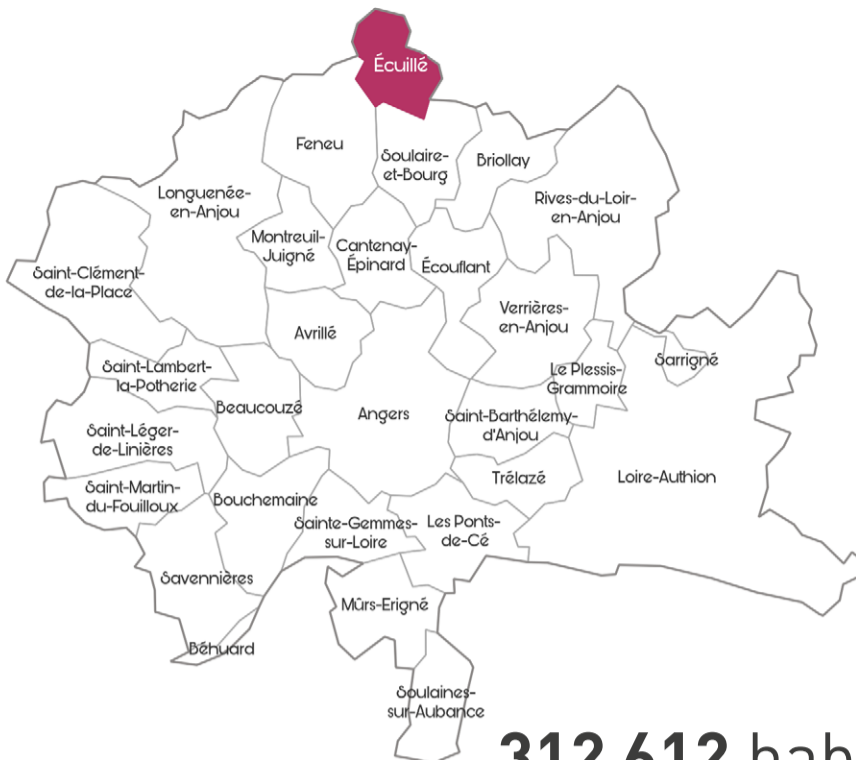 Écuillé
Feneu
Soulaire-
et-Bourg
Briollay
Longuenée-
en-Anjou
Rives-du-Loir-
en-Anjou
Montreuil-
Juigné
Cantenay-
Épinard
Écouflant
Saint-Clément-
de-la-Place
Verrières-
en-Anjou
Avrillé
Sarrigné
Saint-Lambert-
la-Potherie
Le Plessis-
Grammoire
Beaucouzé
Angers
Saint-Barthélemy-
d'Anjou
Saint-Léger-
de-Linières
Trélazé
Loire-Authion
Saint-Martin-
du-Fouilloux
Bouchemaine
Sainte-Gemmes-
sur-Loire
Les Ponts-
de-Cé
Savennières
Mûrs-Erigné
Béhuard
Soulaines-
sur-Aubance
312 612 hab